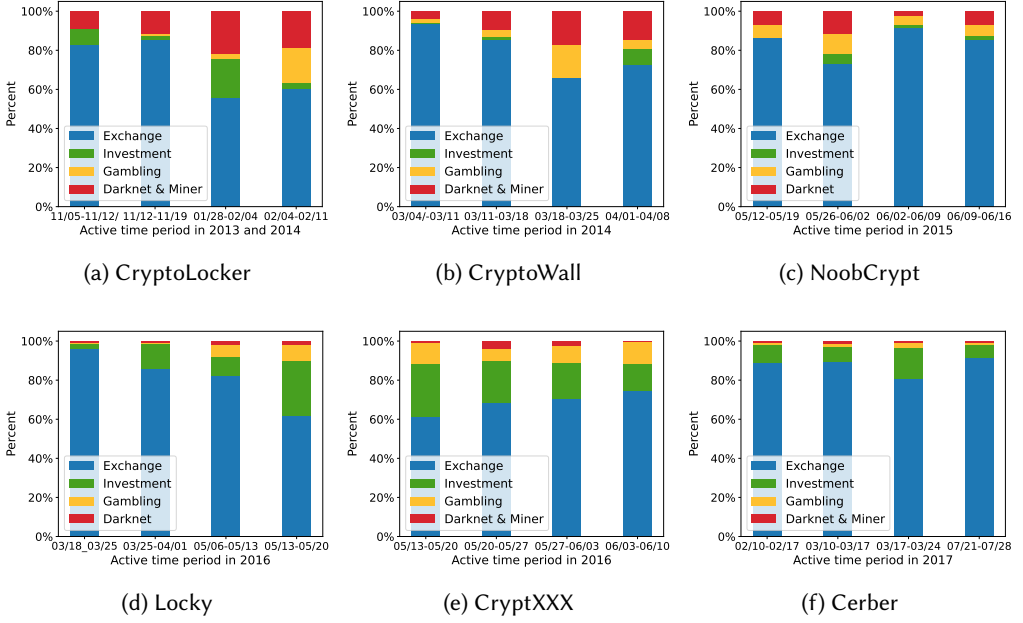 100%
80%
60%
40%
20%
0%
Percent
Exchange
Investment
Gambling
Darknet & Miner
11/05-11/12/ 11/12-11/19 01/28-02/04 02/04-02/11
Active time period in 2013 and 2014
(a) CryptoLocker
100%
80%
60%
40%
20%
0%
Percent
Exchange
Investment
Gambling
Darknet & Miner
03/04/-03/11 03/11-03/18 03/18-03/25 04/01-04/08
Active time period in 2014
(b) CryptoWall
100%
80%
60%
40%
20%
0%
Percent
Exchange
Investment
Gambling
Darknet
05/12-05/19 05/26-06/02 06/02-06/09 06/09-06/16
Active time period in 2015
(c) NoobCrypt
100%
80%
60%
40%
20%
0%
Percent
Exchange
Investment
Gambling
Darknet
03/18_03/25 03/25-04/01 05/06-05/13 05/13-05/20
Active time period in 2016
(d) Locky
100%
80%
60%
40%
20%
0%
Percent
Exchange
Investment
Gambling
Darknet & Miner
05/13-05/20 05/20-05/27 05/27-06/03 06/03-06/10
Active time period in 2016
(e) CryptXXX
100%
80%
60%
40%
20%
0%
Percent
Exchange
Investment
Gambling
Darknet & Miner
02/10-02/17 03/10-03/17 03/17-03/24 07/21-07/28
Active time period in 2017
(f) Cerber